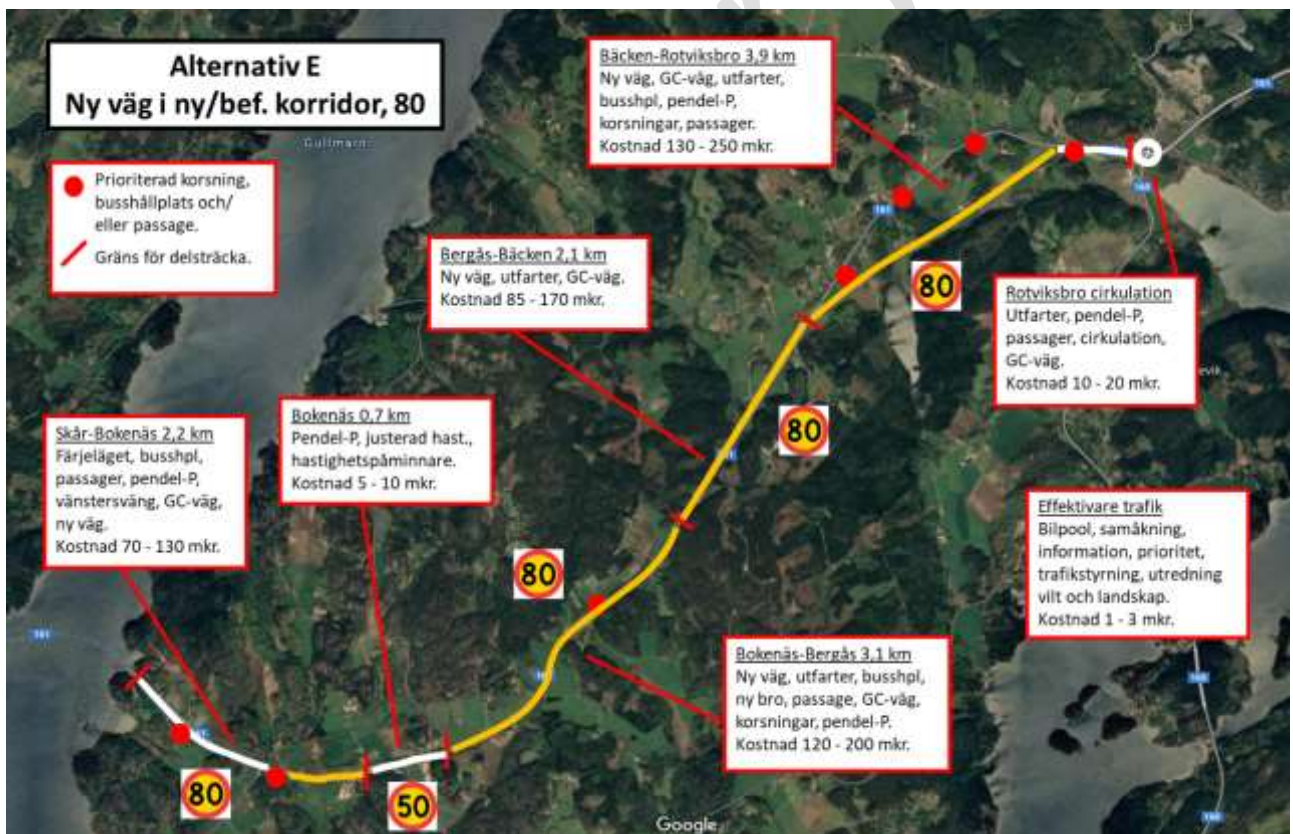 Alternativ E
Ny väg i ny/bef. korridor, 80
Prioriterad korsning,
busshållplats och/
eller passage.
Gräns för delsträcka.
Gullmarn
Bäcken-Rotviksbro 3,9 km
Ny väg, GC-väg, utfarter,
busshpl, pendel-P,
korsningar, passager.
Kostnad 130 - 250 mkr.
161
160
161
Bergås-Bäcken 2,1 km
Ny väg, utfarter, GC-väg.
Kostnad 85 - 170 mkr.
80
Rotviksbro cirkulation
Utfarter, pendel-P,
passager, cirkulation,
GC-väg.
Kostnad 10 - 20 mkr.
80
Skår-Bokenäs 2,2 km
Färjeläget, busshpl,
passager, pendel-P,
vänstersväng, GC-väg,
ny väg.
Kostnad 70 - 130 mkr.
Bokenäs 0,7 km
Pendel-P, justerad hast.,
hastighetspåminnare.
Kostnad 5 - 10 mkr.
80
Effektivare trafik
Bilpool, samåkning,
information, prioritet,
trafikstyrning, utredning
vilt och landskap.
Kostnad 1 - 3 mkr.
161
Bokenäs-Bergås 3,1 km
Ny väg, utfarter, busshpl,
ny bro, passage, GC-väg,
korsningar, pendel-P.
Kostnad 120 - 200 mkr.
160
80
50
Google
160